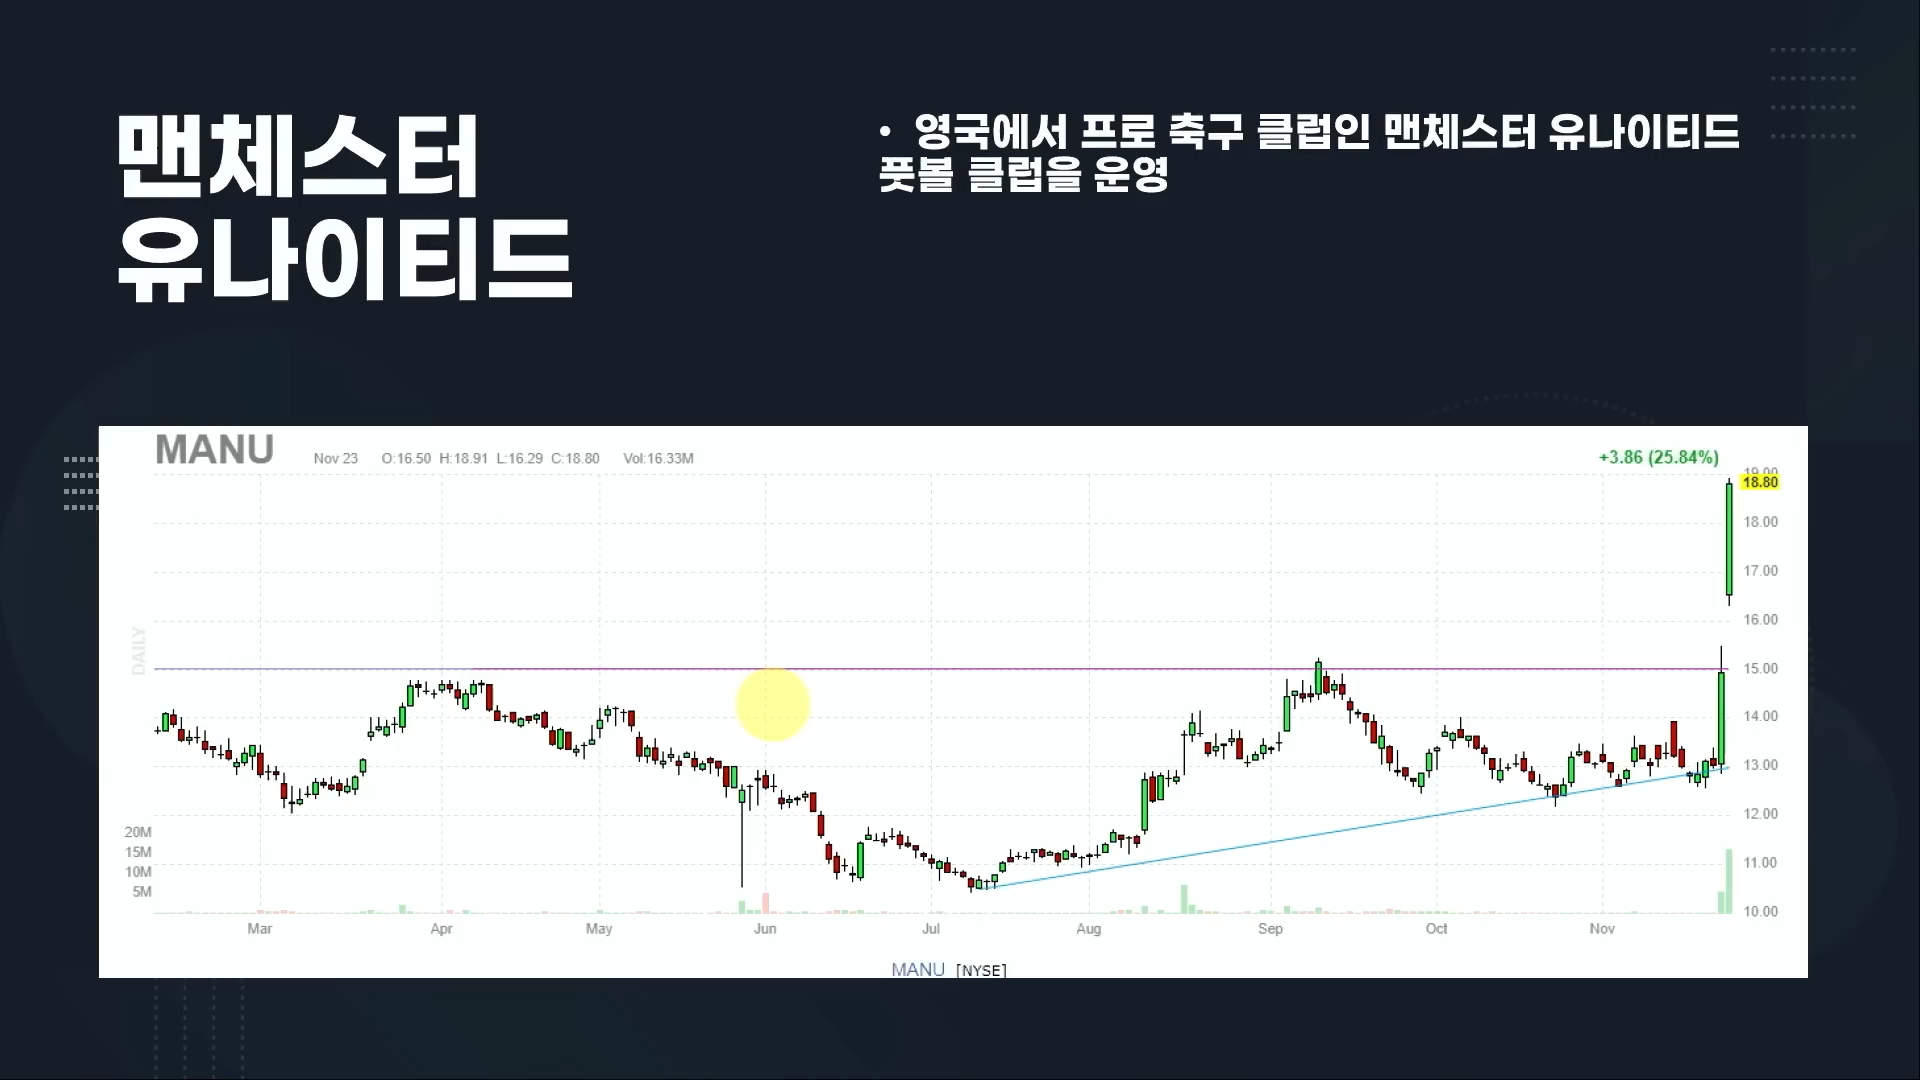 맨체스터
유나이티드
• 영국에서 프로 축구 클럽인 맨체스터 유나이티드
풋볼 클럽을 운영
MANU Nov 23 O:16.50 H:18.91 L:16.29 C:18.80 Vol:16.33M +3.86 (25.84%)
19.00
18.80
18.00
17.00
16.00
15.00
14.00
13.00
12.00
11.00
10.00
DAILY
20M
15M
10M
5M
Mar Apr May Jun Jul Aug Sep Oct Nov
MANU [NYSE]